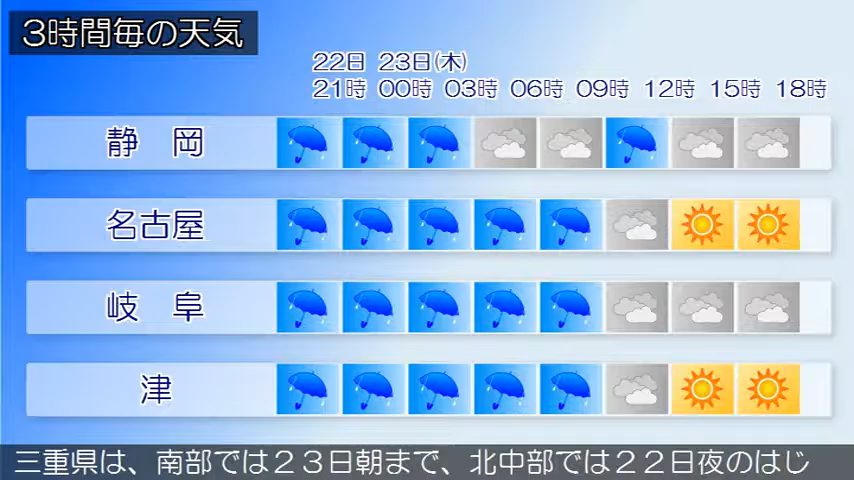 3時間毎の天気
22日 23日(木)
21時 00時 03時 06時 09時 12時 15時 18時
静　岡
名古屋
岐　阜
津
三重県は、南部では２３日朝まで、北中部では２２日夜のはじ